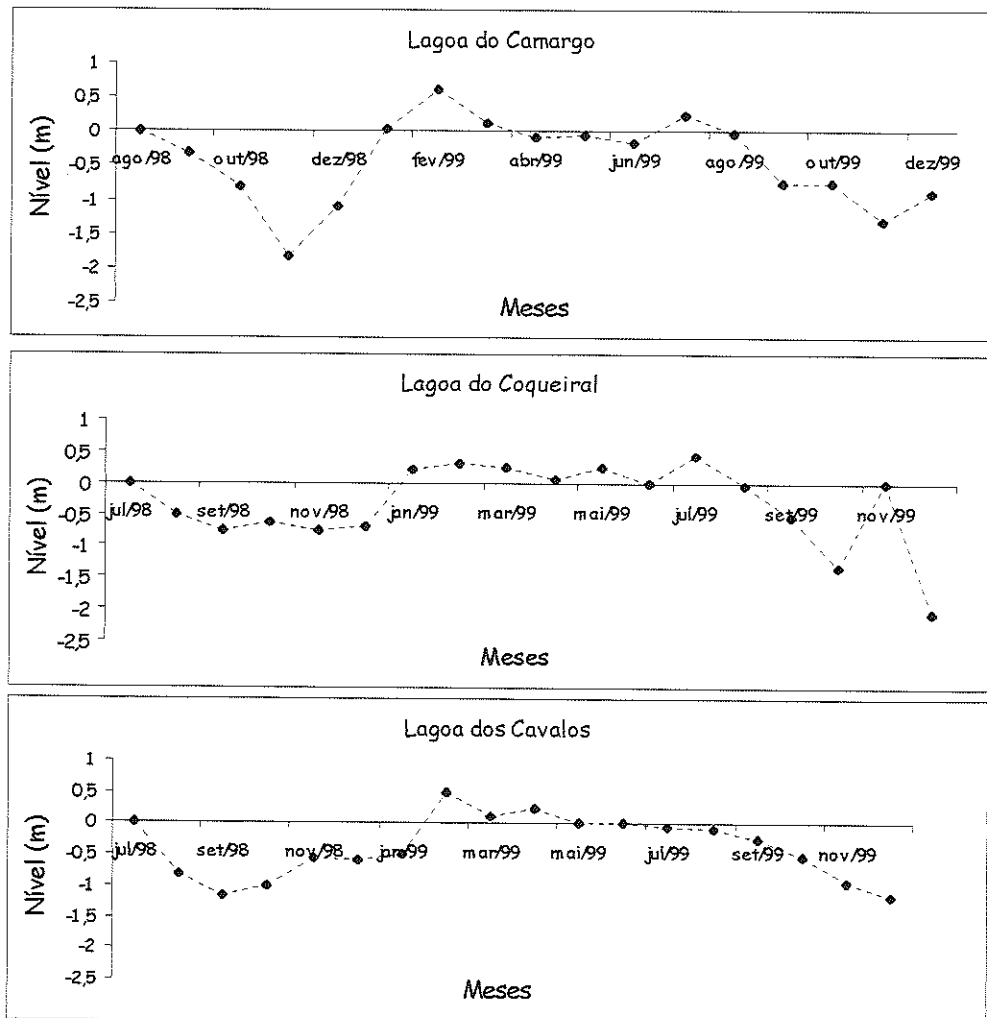 Lagoa do Camargo
1
0,5
0
-0,5
-1
-1,5
-2
-2,5
Nível (m)
ago/98 out/98 dez/98 fev/99 abr/99 jun/99 ago/99 out/99 dez/99
Meses
Lagoa do Coqueiral
1
0,5
0
-0,5
-1
-1,5
-2
-2,5
Nível (m)
jul/98 set/98 nov/98 jan/99 mar/99 mai/99 jul/99 set/99 nov/99
Meses
Lagoa dos Cavalos
1
0,5
0
-0,5
-1
-1,5
-2
-2,5
Nível (m)
jul/98 set/98 nov/98 jan/99 mar/99 mai/99 jul/99 set/99 nov/99
Meses